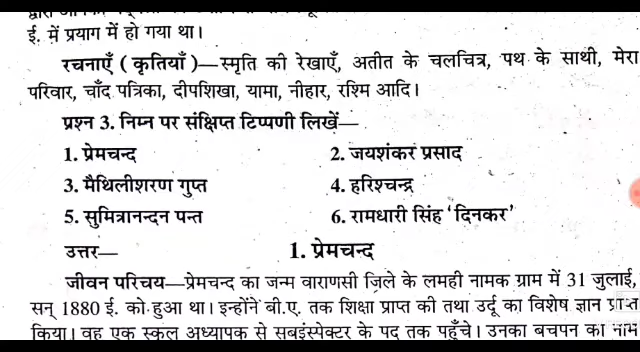 ई. में प्रयाग में हो गया था।
रचनाएँ ( कृतियाँ )—स्मृति की रेखाएँ, अतीत के चलचित्र, पथ के साथी, मेरा
परिवार, चाँद पत्रिका, दीपशिखा, यामा, नीहार, रश्मि आदि।
प्रश्न 3. निम्न पर संक्षिप्त टिप्पणी लिखें—
1. प्रेमचन्द 2. जयशंकर प्रसाद
3. मैथिलीशरण गुप्त 4. हरिश्चन्द्र
5. सुमित्रानन्दन पन्त 6. रामधारी सिंह ‘दिनकर’
उत्तर— 1. प्रेमचन्द
जीवन परिचय—प्रेमचन्द का जन्म वाराणसी ज़िले के लमही नामक ग्राम में 31 जुलाई,
सन् 1880 ई. को हुआ था। इन्होंने बी.ए. तक शिक्षा प्राप्त की तथा उर्दू का विशेष ज्ञान प्राप्त
किया। वह एक स्कूल अध्यापक से सबइंस्पेक्टर के पद तक पहुँचे। उनका बचपन का नाम